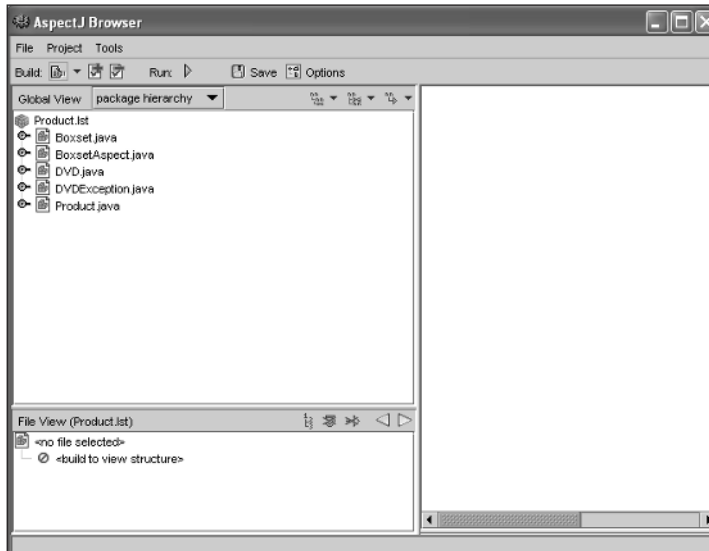 AspectJ Browser
File Project Tools
Build: Run: Save Options
Global View package hierarchy
Product.lst
Boxset.java
BoxsetAspect.java
DVD.java
DVDException.java
Product.java
File View (Product.lst)
<no file selected>
<build to view structure>